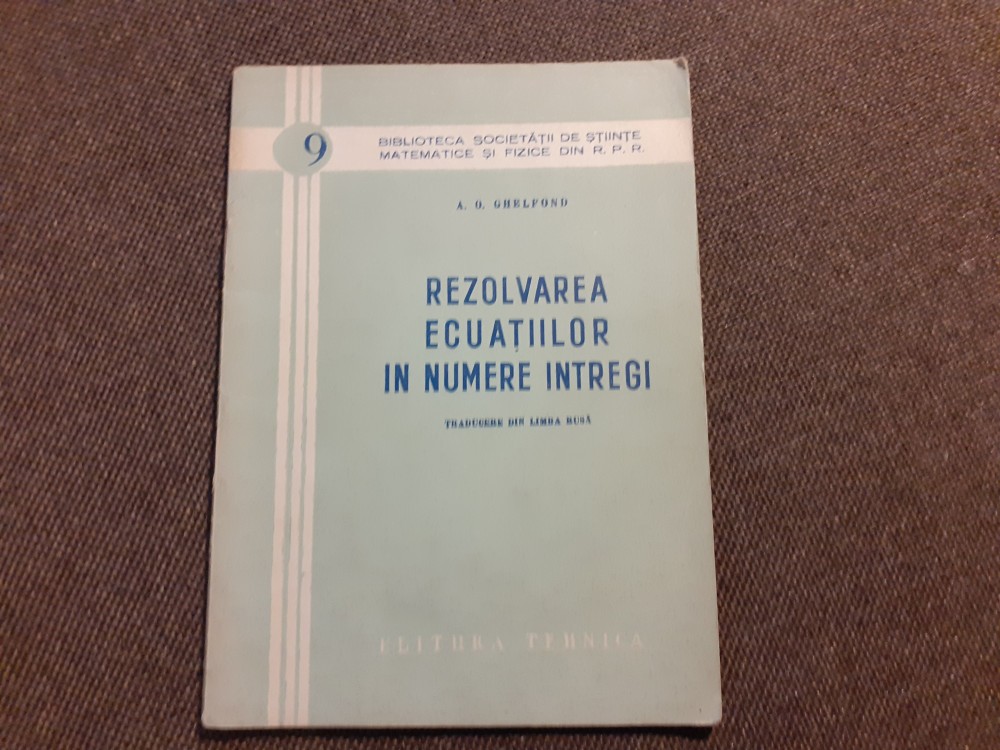 9
BIBLIOTECA SOCIETĂȚII DE ȘTIINȚE
MATEMATICE ȘI FIZICE DIN R. P. R.
A. O. GHELFOND
REZOLVAREA
ECUAȚIILOR
IN NUMERE INTREGI
TRADUCERE DIN LIMBA RUSĂ
EDITURA TEHNICA